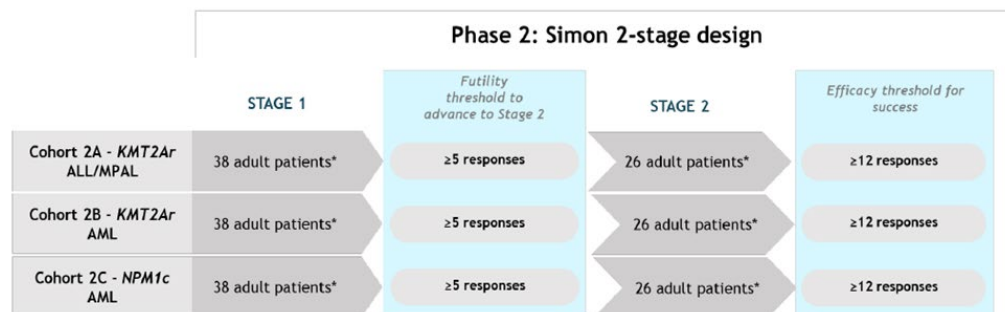 Phase 2: Simon 2-stage design
STAGE 1
Futility
threshold to
advance to Stage 2
STAGE 2
Efficacy threshold for
success
Cohort 2A - KMT2Ar
ALL/MPAL
38 adult patients*
≥5 responses
26 adult patients*
≥12 responses
Cohort 2B - KMT2Ar
AML
38 adult patients*
≥5 responses
26 adult patients*
≥12 responses
Cohort 2C - NPM1c
AML
38 adult patients*
≥5 responses
26 adult patients*
≥12 responses